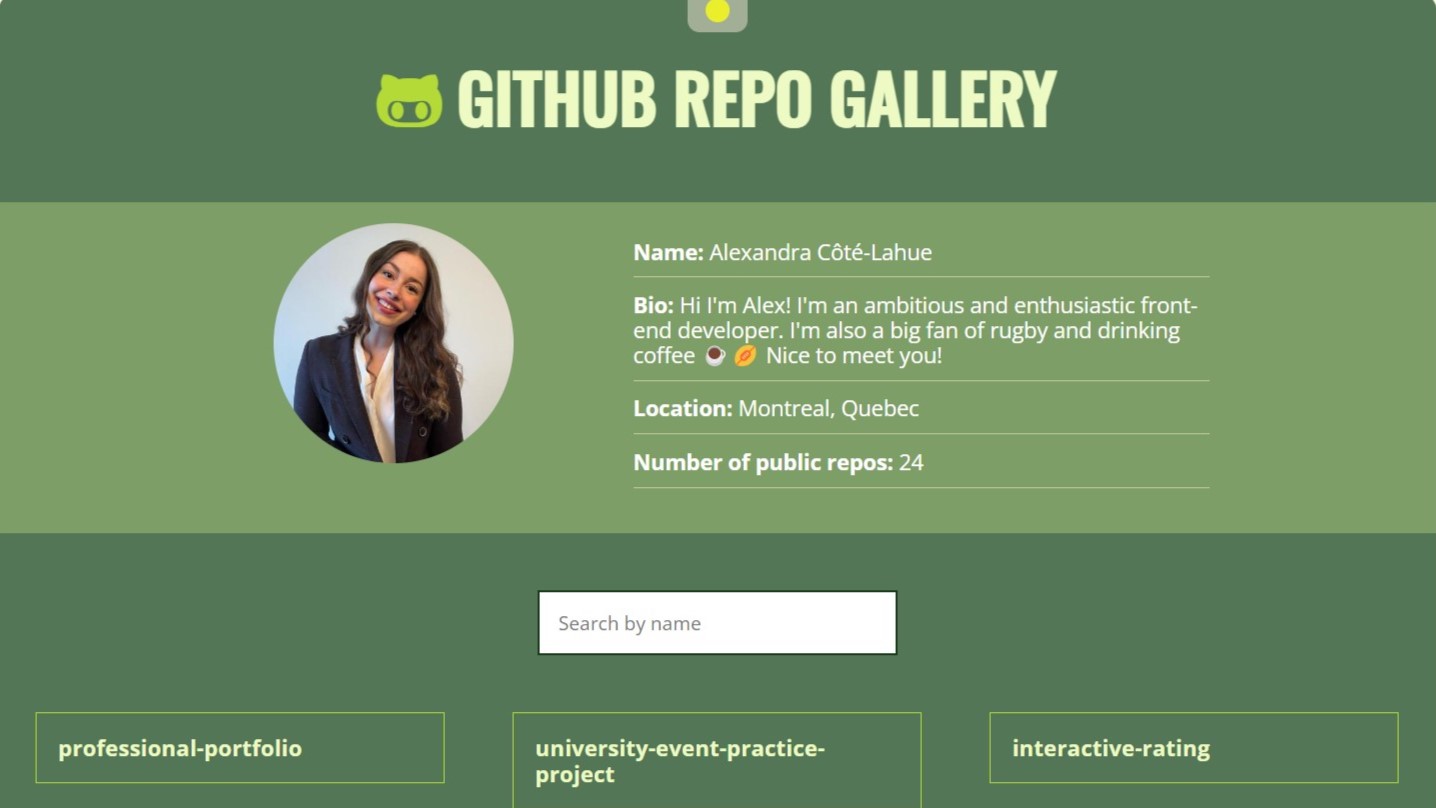 GITHUB REPO GALLERY
Name: Alexandra Côté-Lahue
Bio: Hi I'm Alex! I'm an ambitious and enthusiastic front-
end developer. I'm also a big fan of rugby and drinking
coffee ☕ 🏉 Nice to meet you!
Location: Montreal, Quebec
Number of public repos: 24
Search by name
professional-portfolio
university-event-practice-
project
interactive-rating